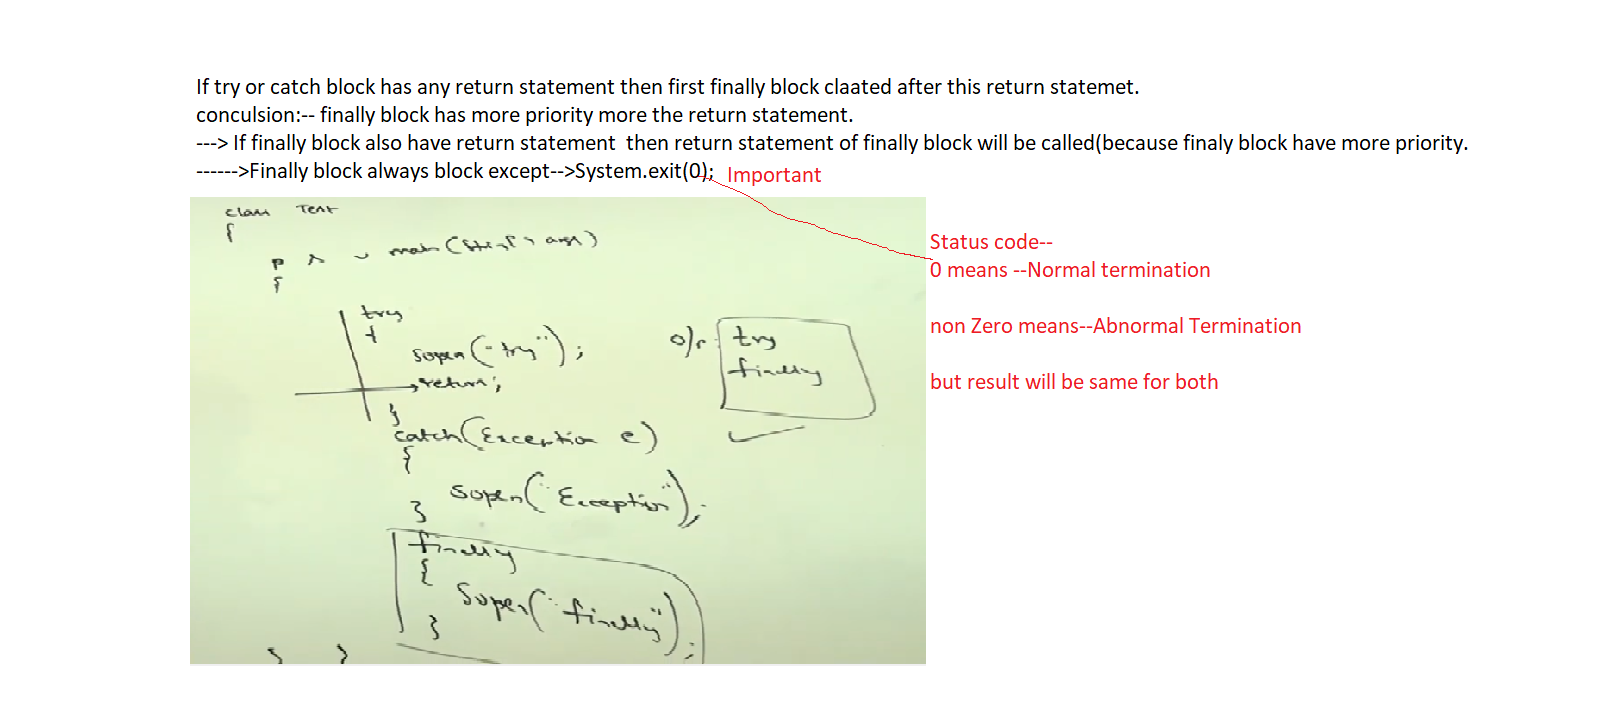 If try or catch block has any return statement then first finally block claated after this return statemet.
conculsion:-- finally block has more priority more the return statement.
---> If finally block also have return statement  then return statement of finally block will be called(because finaly block have more priority.
------>Finally block always block except-->System.exit(0); Important
class Test
{
p s v main(String[] args)
{
try
{
sopln("try");
return;
}
catch(Exception e)
{
sopln("Exception");
}
finally
{
sopln("finally");
}
} }
o/p: try
finally
Status code--
0 means --Normal termination
non Zero means--Abnormal Termination
but result will be same for both